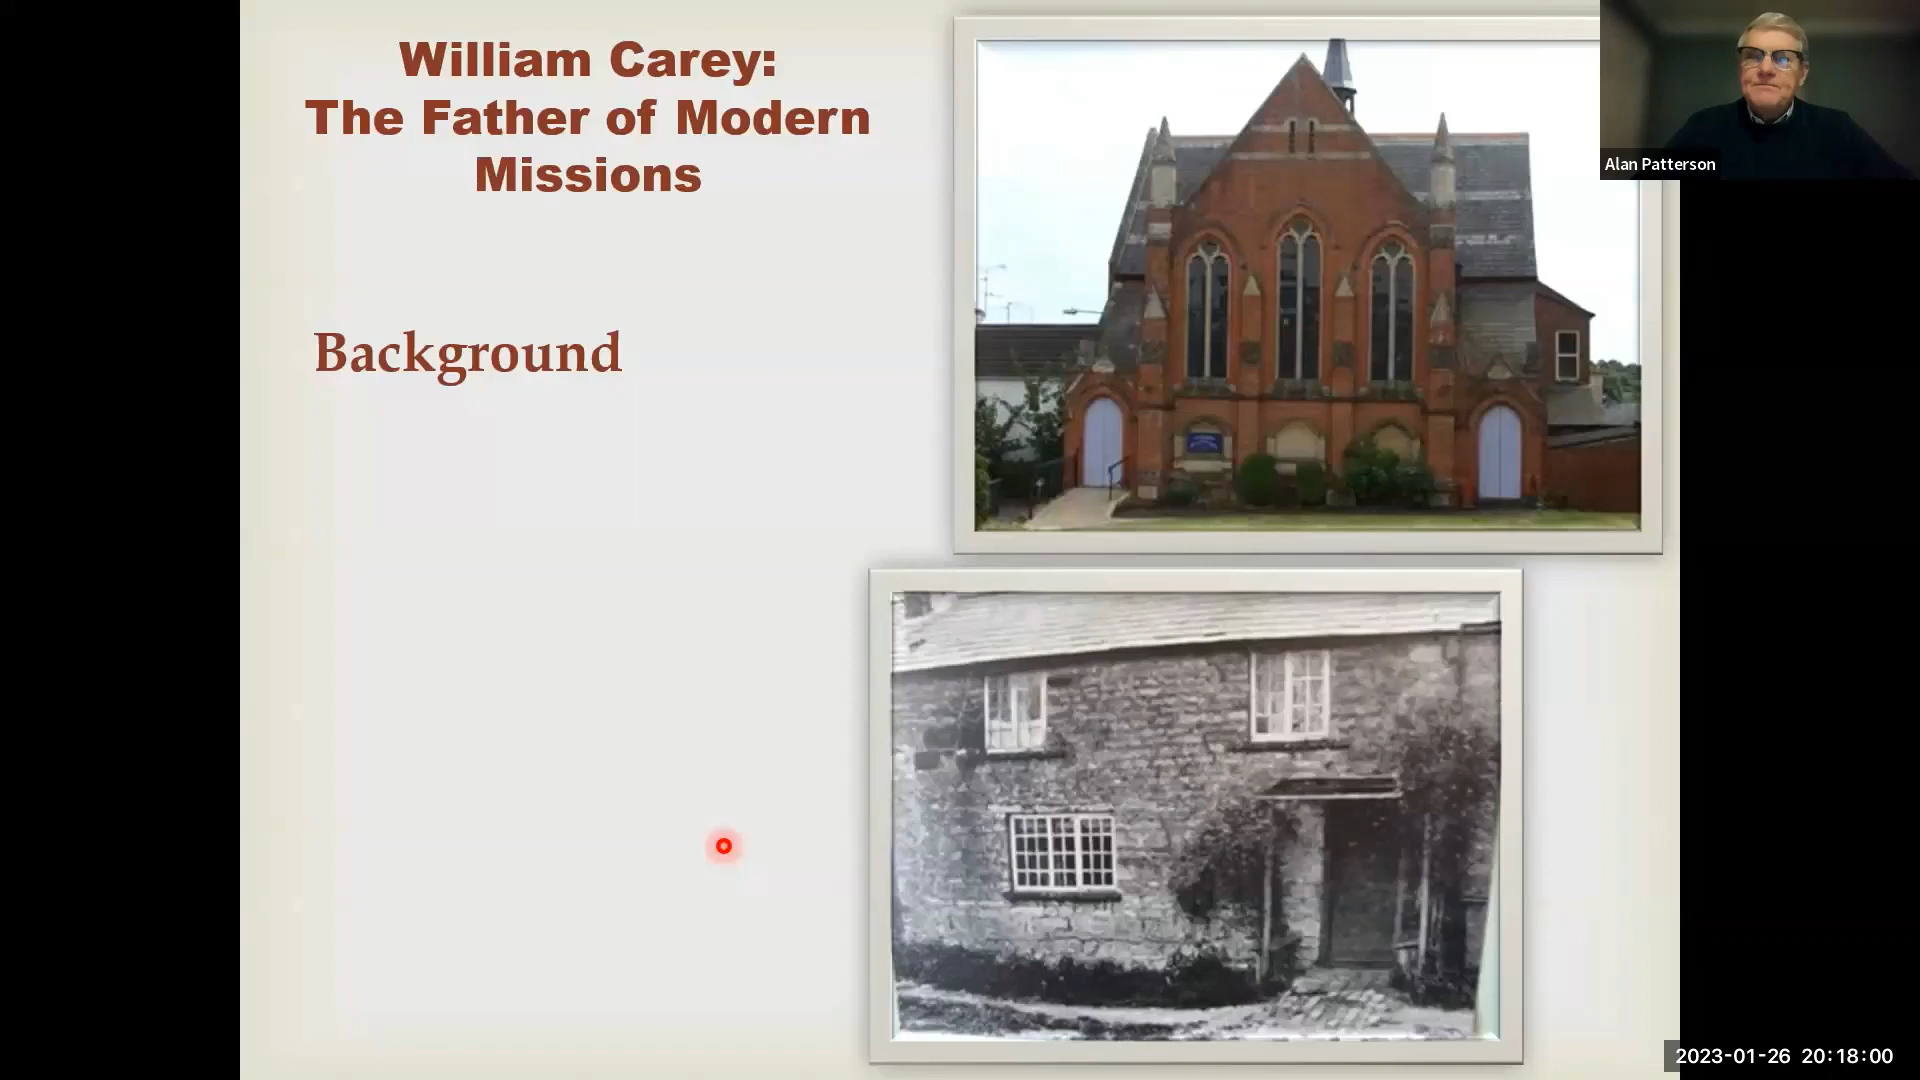 William Carey:
The Father of Modern
Missions
Background
Alan Patterson
2023-01-26 20:18:00